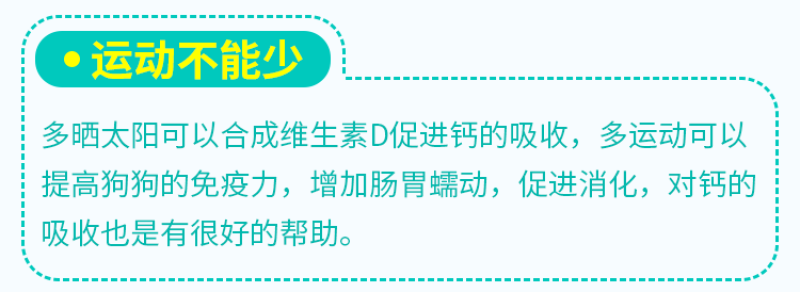 运动不能少
多晒太阳可以合成维生素D促进钙的吸收，多运动可以
提高狗狗的免疫力，增加肠胃蠕动，促进消化，对钙的
吸收也是有很好的帮助。